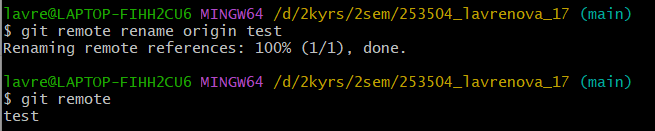 lavre@LAPTOP-FIHH2CU6 MINGW64 /d/2kyrs/2sem/253504_lavrenova_17 (main)
$ git remote rename origin test
Renaming remote references: 100% (1/1), done.
lavre@LAPTOP-FIHH2CU6 MINGW64 /d/2kyrs/2sem/253504_lavrenova_17 (main)
$ git remote
test